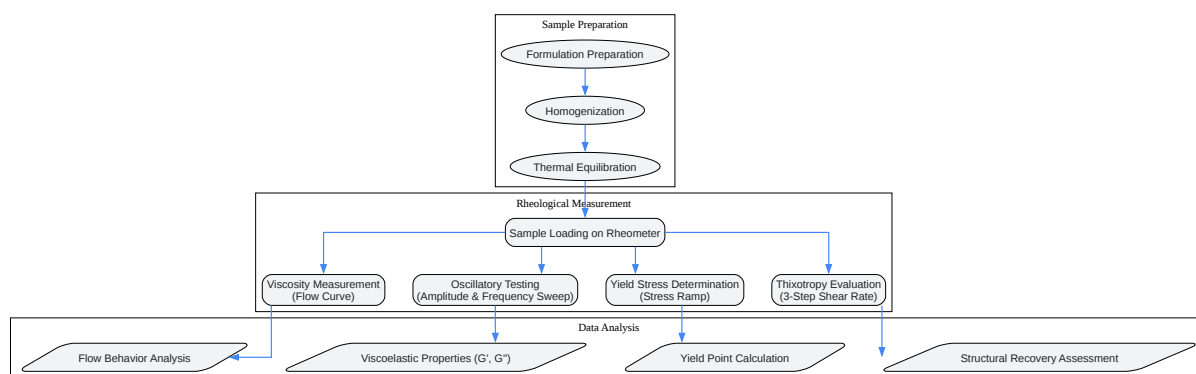 Sample Preparation
Formulation Preparation
Homogenization
Thermal Equilibration
Rheological Measurement
Sample Loading on Rheometer
Viscosity Measurement
(Flow Curve)
Oscillatory Testing
(Amplitude & Frequency Sweep)
Yield Stress Determination
(Stress Ramp)
Thixotropy Evaluation
(3-Step Shear Rate)
Data Analysis
Flow Behavior Analysis
Viscoelastic Properties (G', G'')
Yield Point Calculation
Structural Recovery Assessment